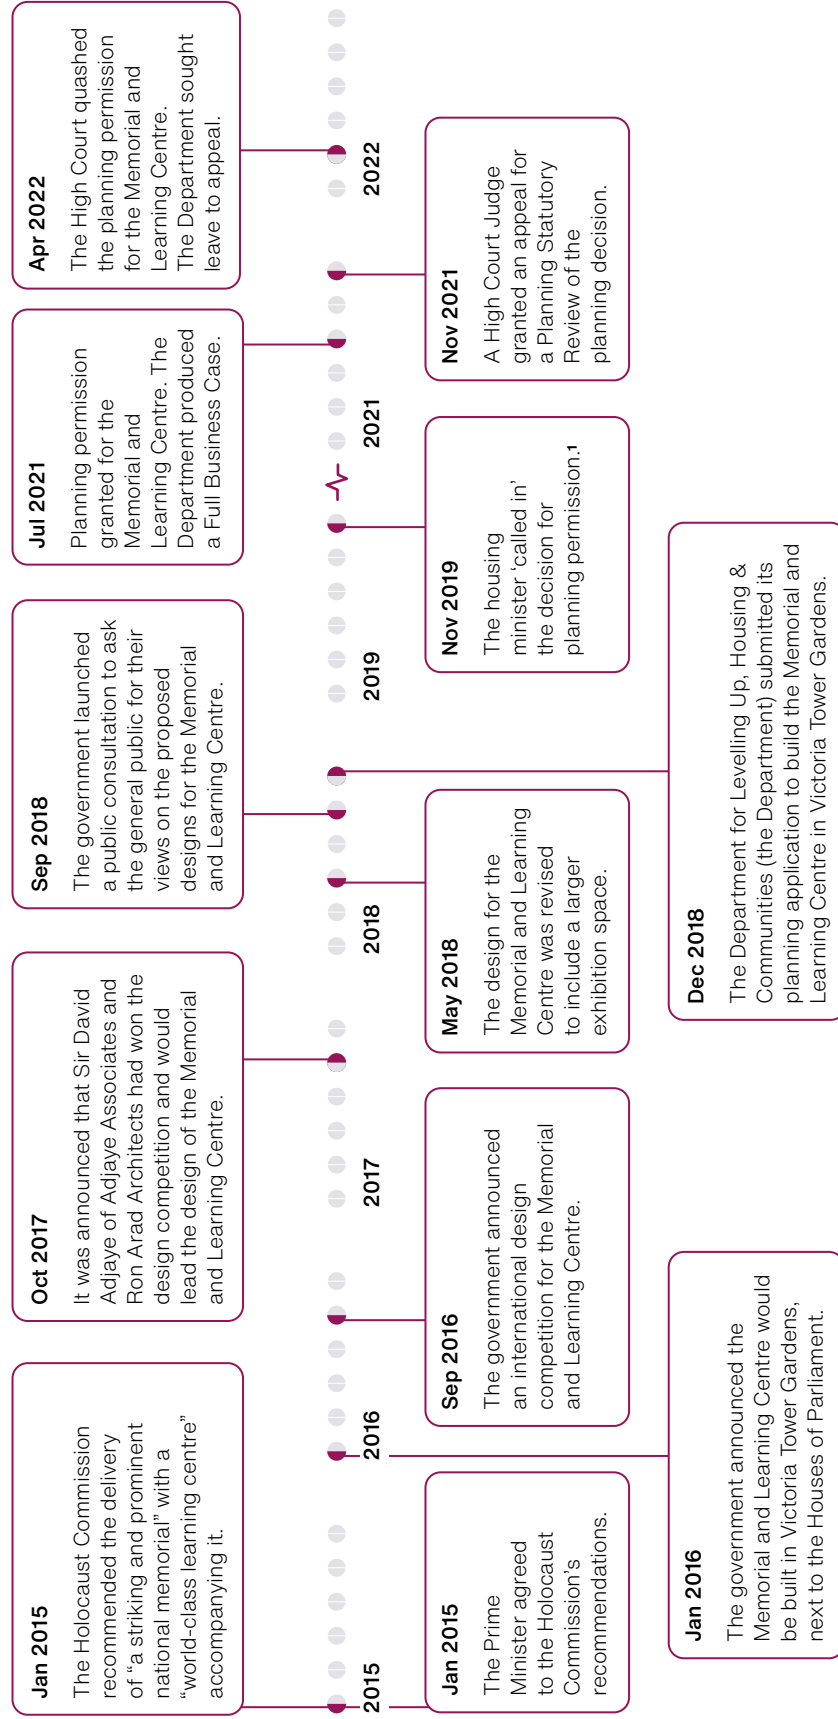 Jan 2015
The Holocaust Commission
recommended the delivery
of “a striking and prominent
national memorial” with a
“world-class learning centre”
accompanying it.
Oct 2017
It was announced that Sir David
Adjaye of Adjaye Associates and
Ron Arad Architects had won the
design competition and would
lead the design of the Memorial
and Learning Centre.
Sep 2018
The government launched
a public consultation to ask
the general public for their
views on the proposed
designs for the Memorial
and Learning Centre.
Jul 2021
Planning permission
granted for the
Memorial and
Learning Centre. The
Department produced
a Full Business Case.
Apr 2022
The High Court quashed
the planning permission
for the Memorial and
Learning Centre.
The Department sought
leave to appeal.
2015
2016
2017
2018
2019
2021
2022
Jan 2015
The Prime
Minister agreed
to the Holocaust
Commission’s
recommendations.
Sep 2016
The government announced
an international design
competition for the Memorial
and Learning Centre.
May 2018
The design for the
Memorial and Learning
Centre was revised
to include a larger
exhibition space.
Nov 2019
The housing
minister ‘called in’
the decision for
planning permission.¹
Nov 2021
A High Court Judge
granted an appeal for
a Planning Statutory
Review of the
planning decision.
Jan 2016
The government announced the
Memorial and Learning Centre would
be built in Victoria Tower Gardens,
next to the Houses of Parliament.
Dec 2018
The Department for Levelling Up, Housing &
Communities (the Department) submitted its
planning application to build the Memorial and
Learning Centre in Victoria Tower Gardens.